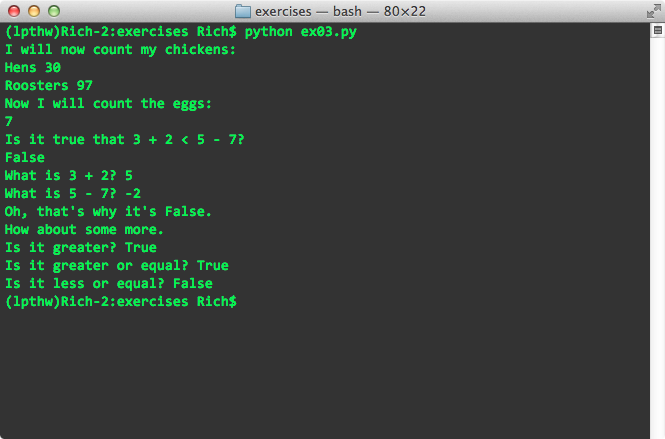 exercises — bash — 80×22
(lpthw)Rich-2:exercises Rich$ python ex03.py
I will now count my chickens:
Hens 30
Roosters 97
Now I will count the eggs:
7
Is it true that 3 + 2 < 5 - 7?
False
What is 3 + 2? 5
What is 5 - 7? -2
Oh, that's why it's False.
How about some more.
Is it greater? True
Is it greater or equal? True
Is it less or equal? False
(lpthw)Rich-2:exercises Rich$